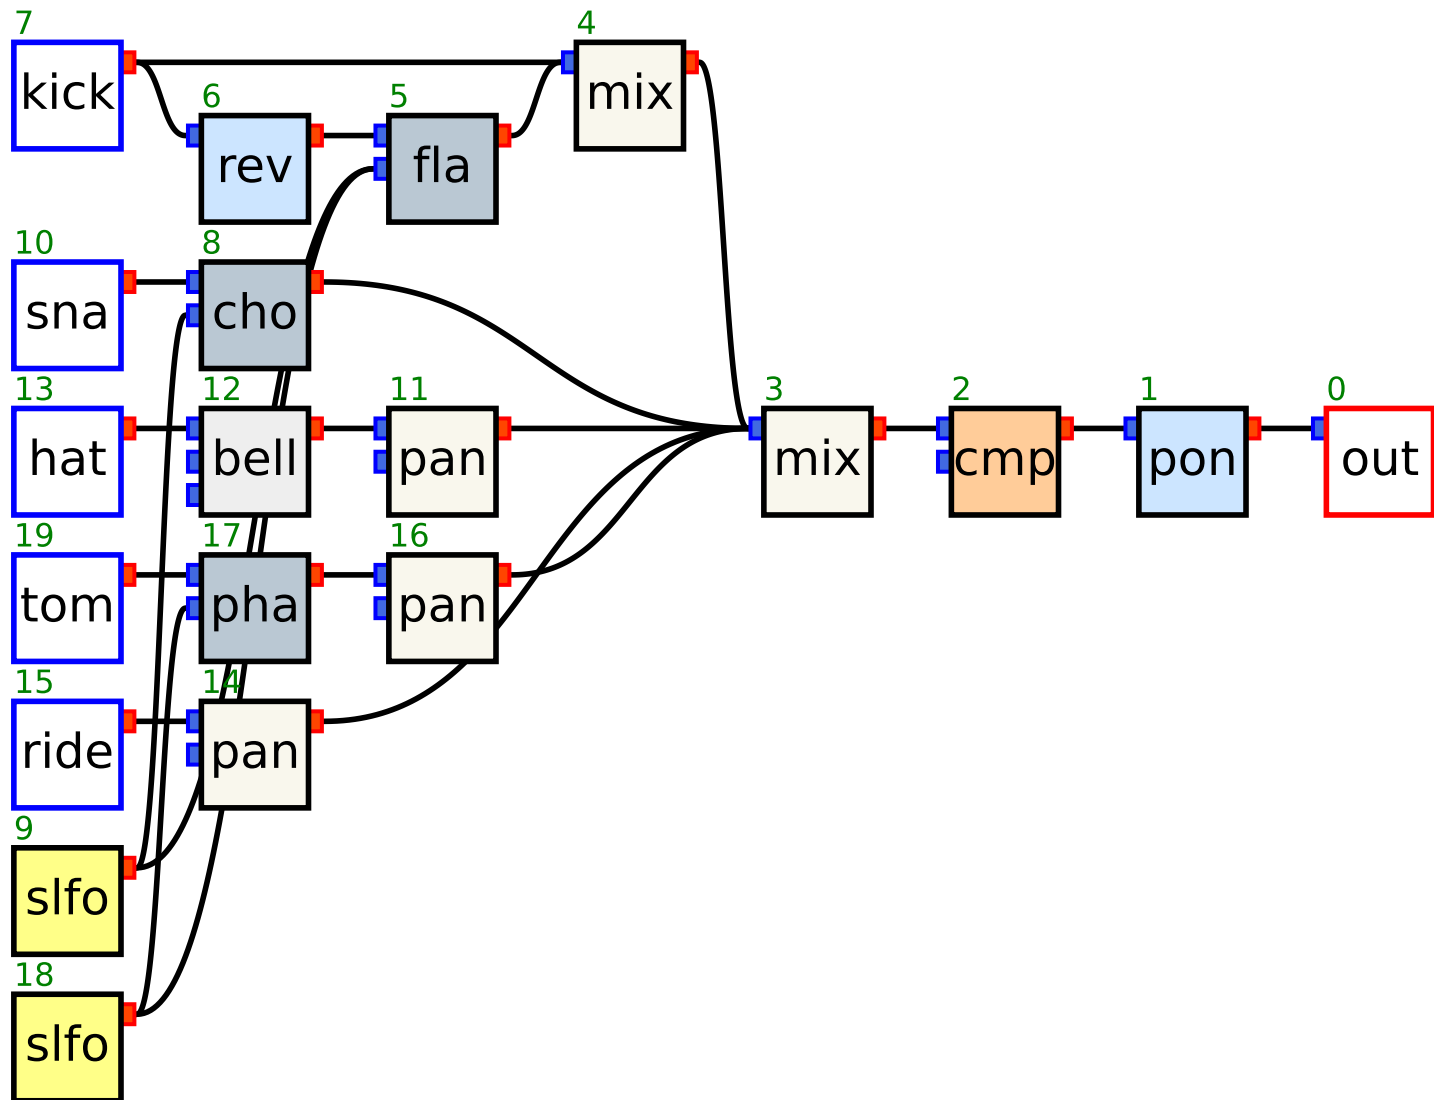 7 4
kick mix
6 5
rev fla
10 8
sna cho
13 12 11 3 2 1 0
hat bell pan mix cmp pon out
19 17 16
tom pha pan
15 14
ride pan
9
slfo
18
slfo